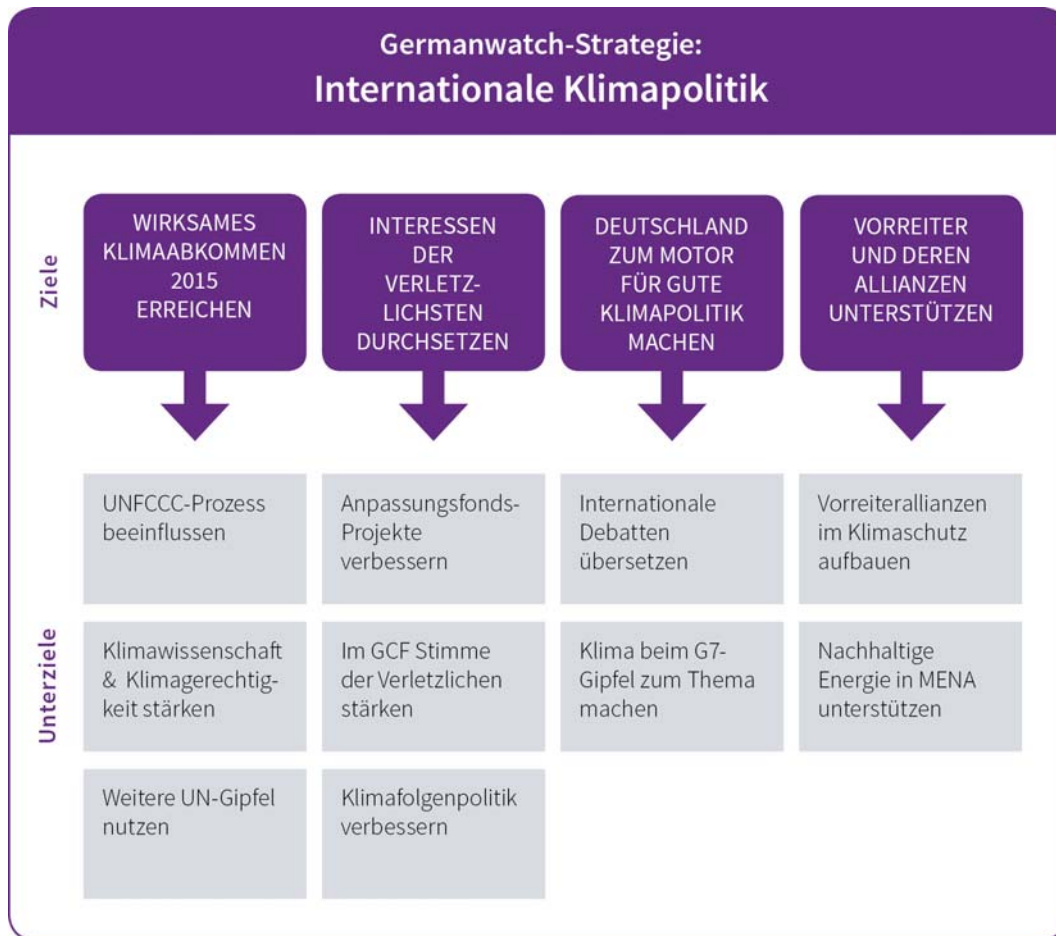 Germanwatch-Strategie:
Internationale Klimapolitik
Ziele
WIRKSAMES
KLIMAABKOMMEN
2015
ERREICHEN
INTERESSEN
DER
VERLETZ-
LICHSTEN
DURCHSETZEN
DEUTSCHLAND
ZUM MOTOR
FÜR GUTE
KLIMAPOLITIK
MACHEN
VORREITER
UND DEREN
ALLIANZEN
UNTERSTÜTZEN
Unterziele
UNFCCC-Prozess
beeinflussen
Anpassungsfonds-
Projekte
verbessern
Internationale
Debatten
übersetzen
Vorreiterallianzen
im Klimaschutz
aufbauen
Klimawissenschaft
& Klimagerechtig-
keit stärken
Im GCF Stimme
der Verletzlichen
stärken
Klima beim G7-
Gipfel zum Thema
machen
Nachhaltige
Energie in MENA
unterstützen
Weitere UN-Gipfel
nutzen
Klimafolgenpolitik
verbessern